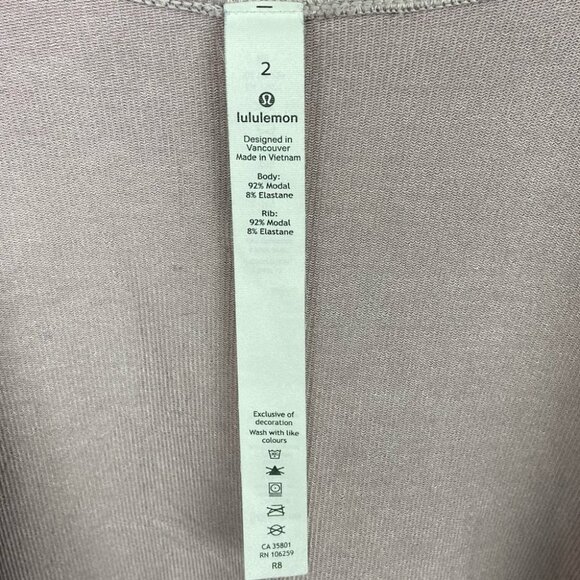 2
lululemon
Designed in
Vancouver
Made in Vietnam
Body:
92% Modal
8% Elastane
Rib:
92% Modal
8% Elastane
Exclusive of
decoration
Wash with like
colours
CA 35801
RN 106259
R8